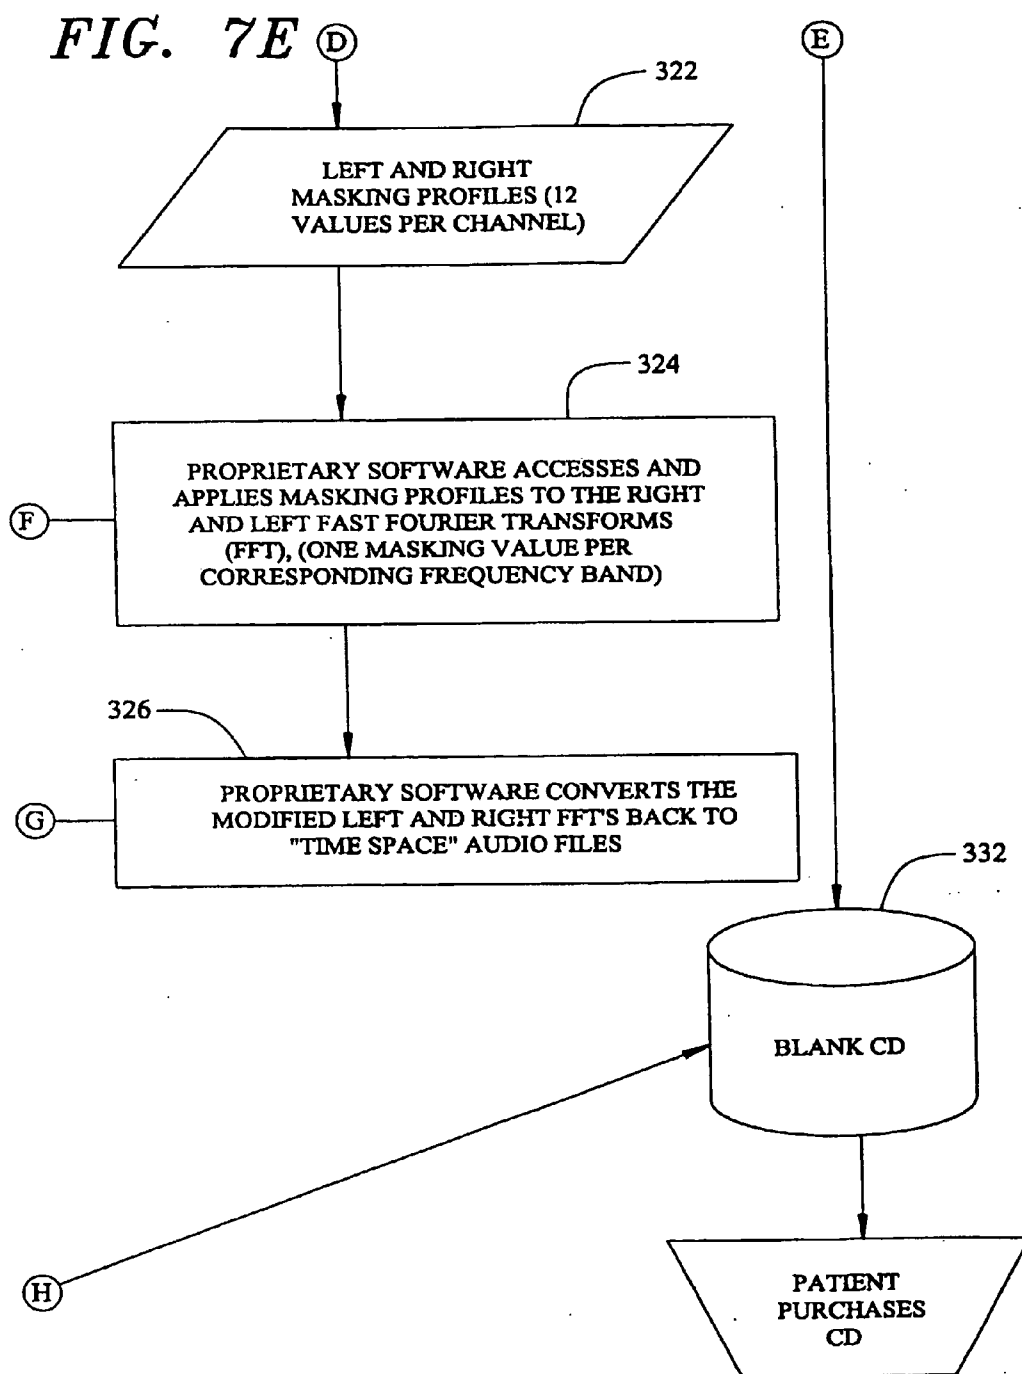 FIG. 7E
D
E
322
LEFT AND RIGHT
MASKING PROFILES (12
VALUES PER CHANNEL)
324
PROPRIETARY SOFTWARE ACCESSES AND
APPLIES MASKING PROFILES TO THE RIGHT
AND LEFT FAST FOURIER TRANSFORMS
(FFT), (ONE MASKING VALUE PER
CORRESPONDING FREQUENCY BAND)
F
326
PROPRIETARY SOFTWARE CONVERTS THE
MODIFIED LEFT AND RIGHT FFT'S BACK TO
"TIME SPACE" AUDIO FILES
G
332
BLANK CD
H
PATIENT
PURCHASES
CD